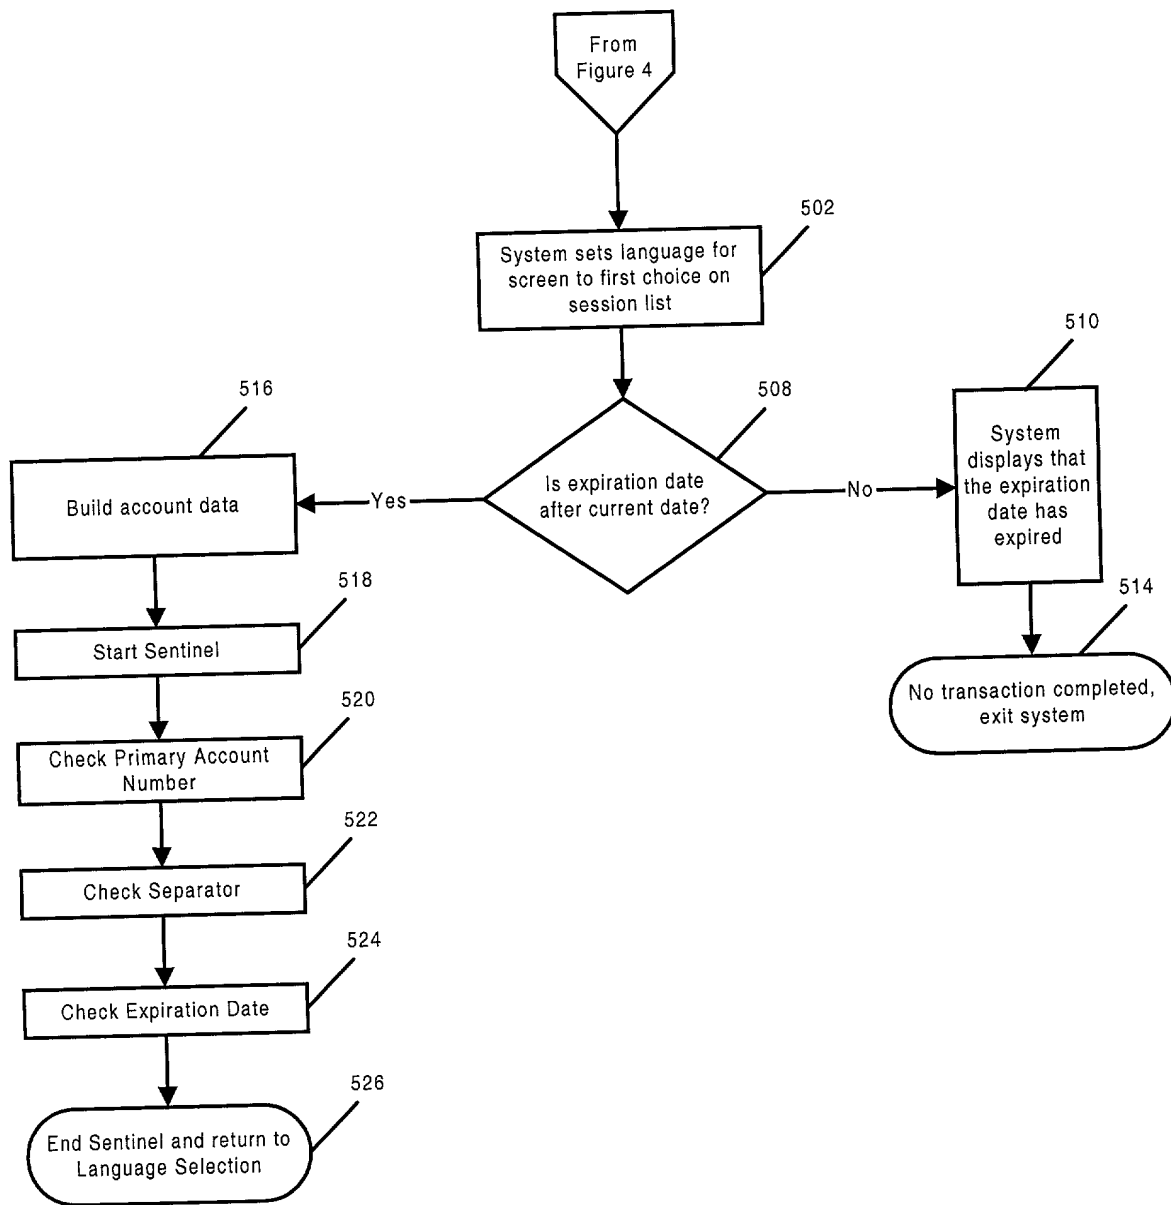 From
Figure 4
502
System sets language for
screen to first choice on
session list
510
516
508
System
displays that
the expiration
date has
expired
Is expiration date
after current date?
Yes
No
Build account data
518
514
Start Sentinel
No transaction completed,
exit system
520
Check Primary Account
Number
522
Check Separator
524
Check Expiration Date
526
End Sentinel and return to
Language Selection